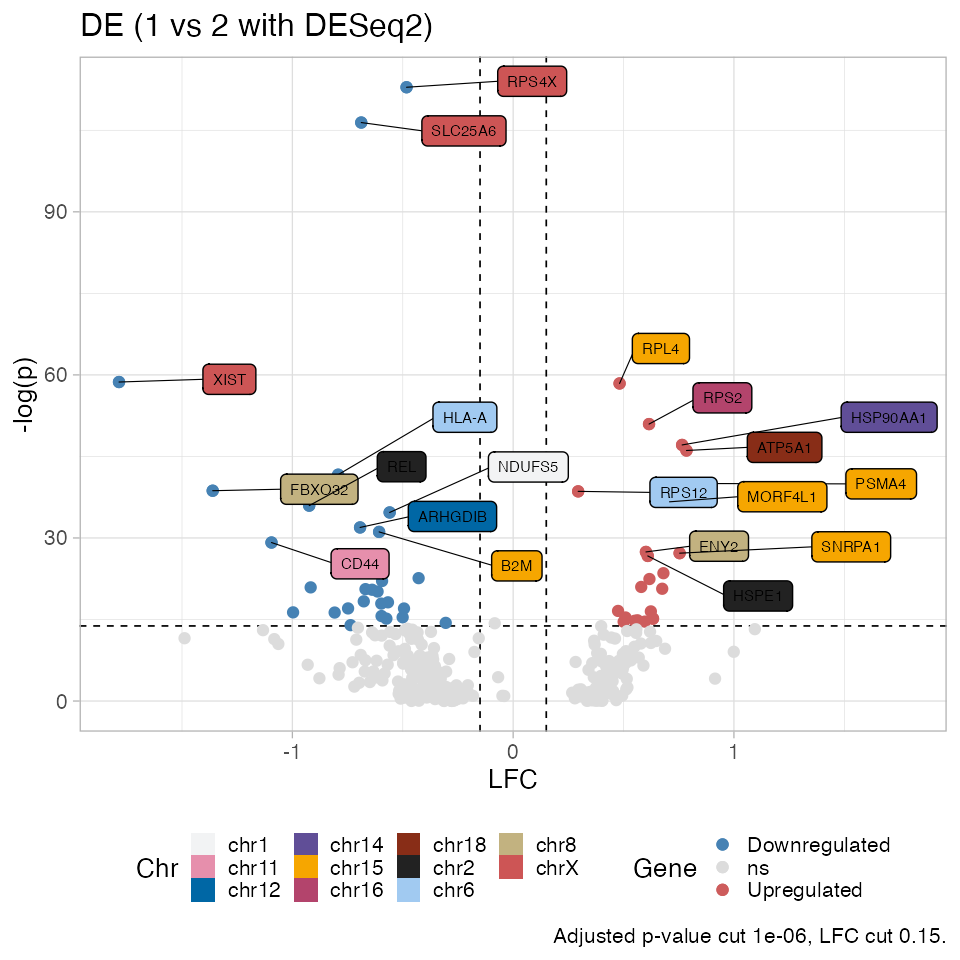 DE (1 vs 2 with DESeq2)
RPS4X
SLC25A6
90
RPL4
60
XIST
RPS2
HLA-A
HSP90AA1
ATP5A1
REL
NDUFS5
PSMA4
FBXO32
RPS12
MORF4L1
ARHGDIB
30
ENY2
SNRPA1
CD44
B2M
HSPE1
0
-log(p)
-1 0 1
LFC
Chr
chr1 chr14 chr18 chr8
chr11 chr15 chr2 chrX
chr12 chr16 chr6
Gene
Downregulated
ns
Upregulated
Adjusted p-value cut 1e-06, LFC cut 0.15.